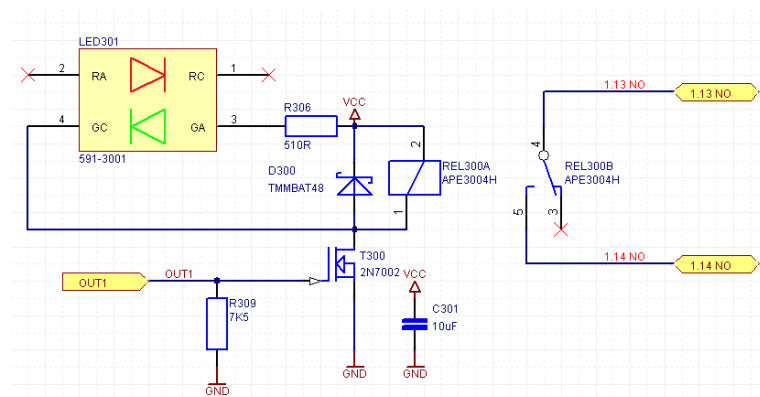 LED301
2 RA RC 1
4 GC GA 3
591-3001
R306
510R
VCC
D300
TMMBAT48
2
1
REL300A
APE3004H
1.13 NO
1.13 NO
4
REL300B
APE3004H
5
3
1.14 NO
1.14 NO
T300
2N7002
OUT1
OUT1
R309
7K5
GND
GND
VCC
C301
10uF
GND